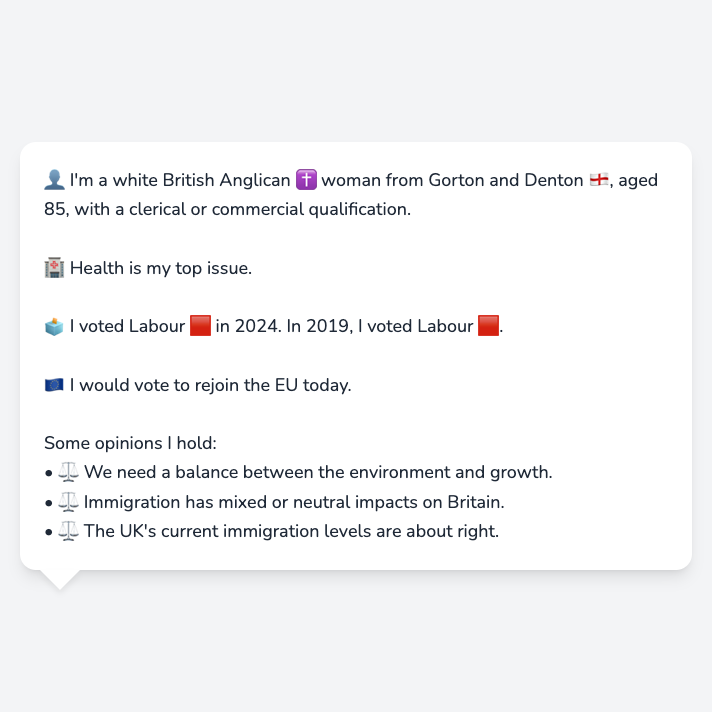 👤 I'm a white British Anglican ✝️ woman from Gorton and Denton 🏴󠁧󠁢󠁥󠁮󠁧󠁿, aged
85, with a clerical or commercial qualification.
🏥 Health is my top issue.
🗳️ I voted Labour 🟥 in 2024. In 2019, I voted Labour 🟥.
🇪🇺 I would vote to rejoin the EU today.
Some opinions I hold:
• ⚖️ We need a balance between the environment and growth.
• ⚖️ Immigration has mixed or neutral impacts on Britain.
• ⚖️ The UK's current immigration levels are about right.